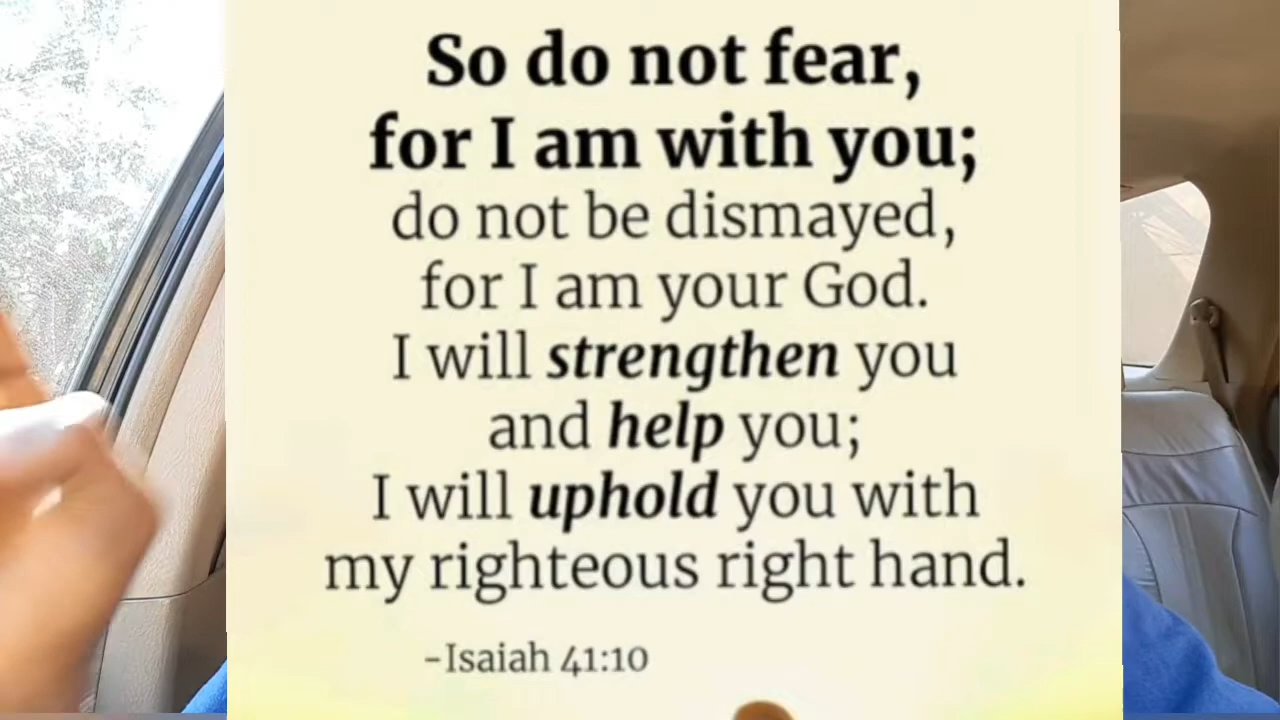 So do not fear,
for I am with you;
do not be dismayed,
for I am your God.
I will strengthen you
and help you;
I will uphold you with
my righteous right hand.
-Isaiah 41:10